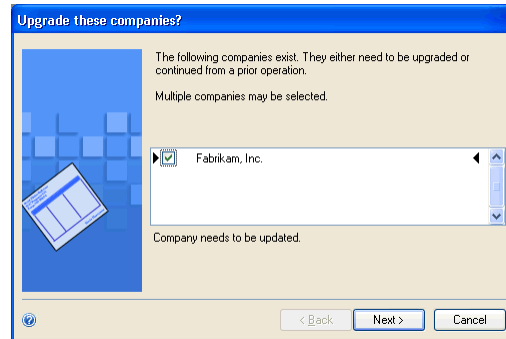 Upgrade these companies?
The following companies exist. They either need to be upgraded or
continued from a prior operation.
Multiple companies may be selected.
Fabrikam, Inc.
Company needs to be updated.
< Back
Next >
Cancel